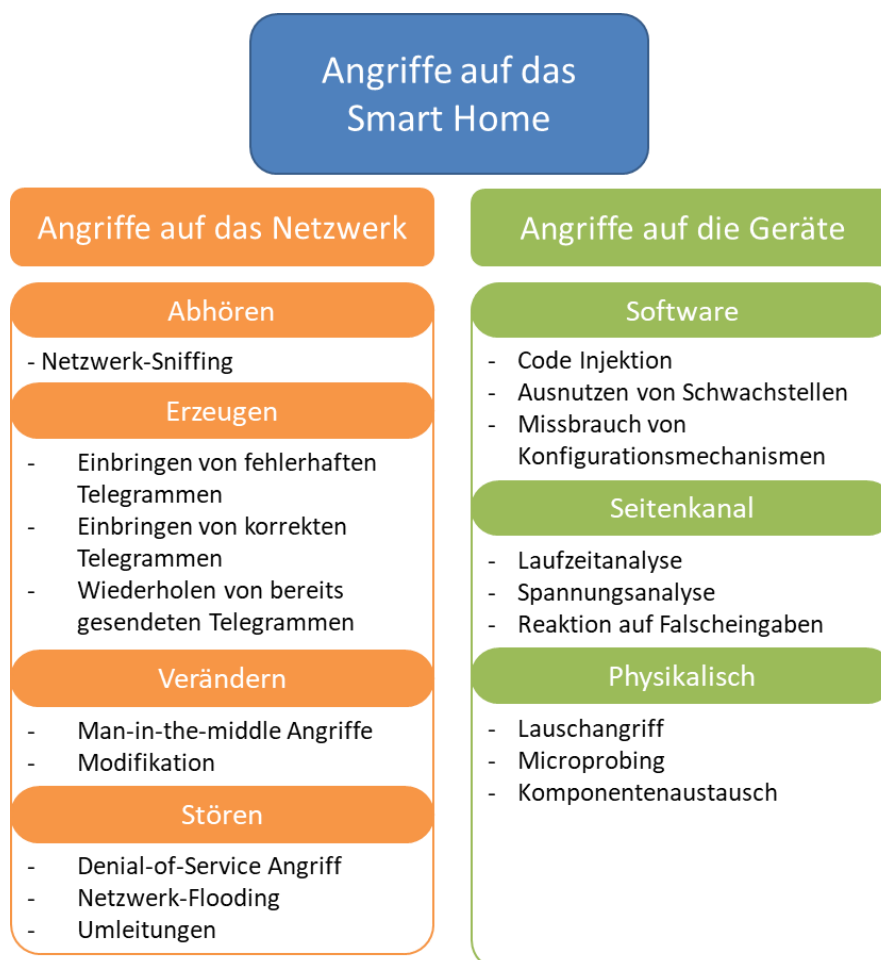 Angriffe auf das
Smart Home
Angriffe auf das Netzwerk
Abhören
- Netzwerk-Sniffing
Erzeugen
- Einbringen von fehlerhaften
Telegrammen
- Einbringen von korrekten
Telegrammen
- Wiederholen von bereits
gesendeten Telegrammen
Verändern
- Man-in-the-middle Angriffe
- Modifikation
Stören
- Denial-of-Service Angriff
- Netzwerk-Flooding
- Umleitungen
Angriffe auf die Geräte
Software
- Code Injektion
- Ausnutzen von Schwachstellen
- Missbrauch von
Konfigurationsmechanismen
Seitenkanal
- Laufzeitanalyse
- Spannungsanalyse
- Reaktion auf Falscheingaben
Physikalisch
- Lauschangriff
- Microprobing
- Komponentenaustausch